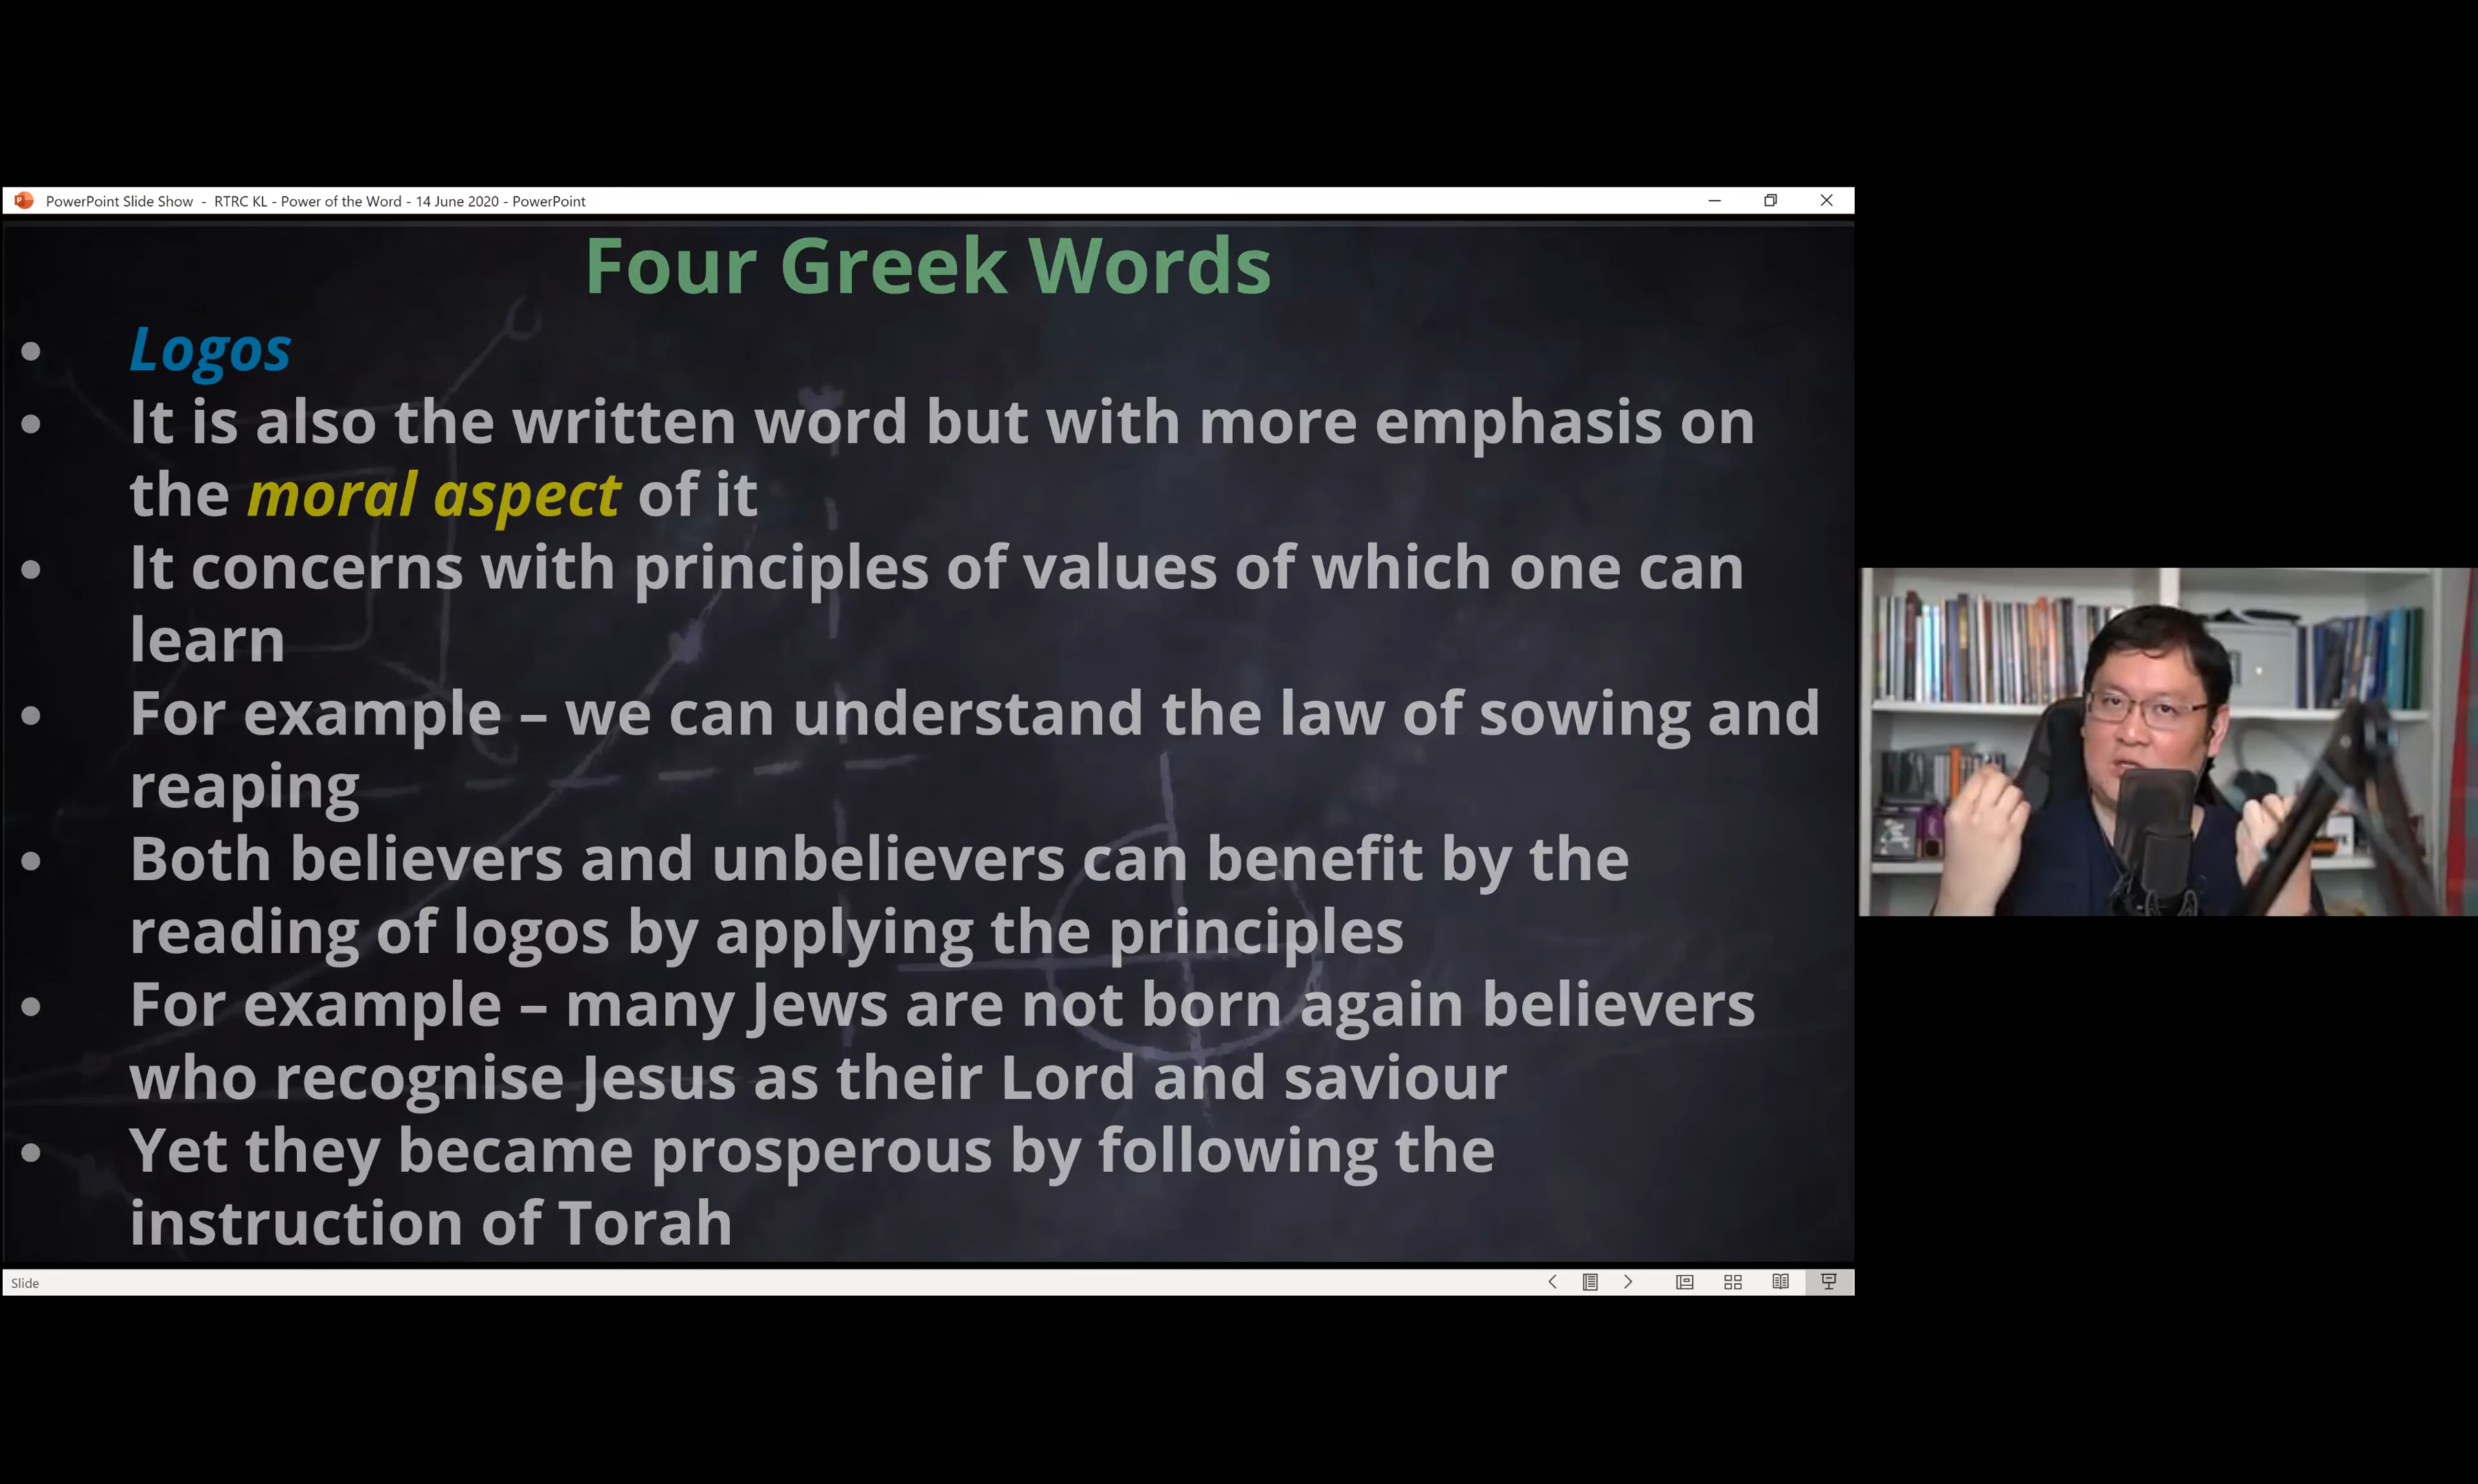 PowerPoint Slide Show - RTRC KL - Power of the Word - 14 June 2020 - PowerPoint
Four Greek Words
• Logos
• It is also the written word but with more emphasis on
the moral aspect of it
• It concerns with principles of values of which one can
learn
• For example – we can understand the law of sowing and
reaping
• Both believers and unbelievers can benefit by the
reading of logos by applying the principles
• For example – many Jews are not born again believers
who recognise Jesus as their Lord and saviour
• Yet they became prosperous by following the
instruction of Torah
Slide